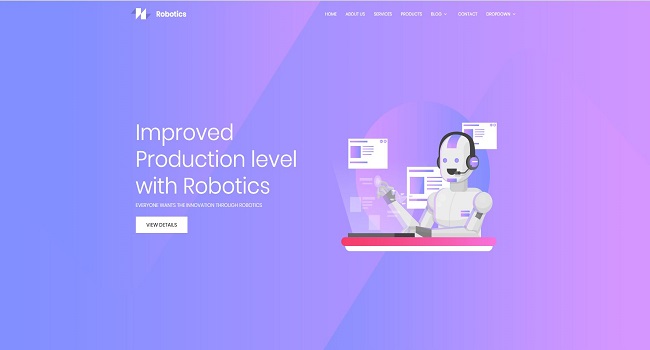 Robotics
HOME ABOUT US SERVICES PRODUCTS BLOG CONTACT DROPDOWN
Improved
Production level
with Robotics
EVERYONE WANTS THE INNOVATION THROUGH ROBOTICS
VIEW DETAILS